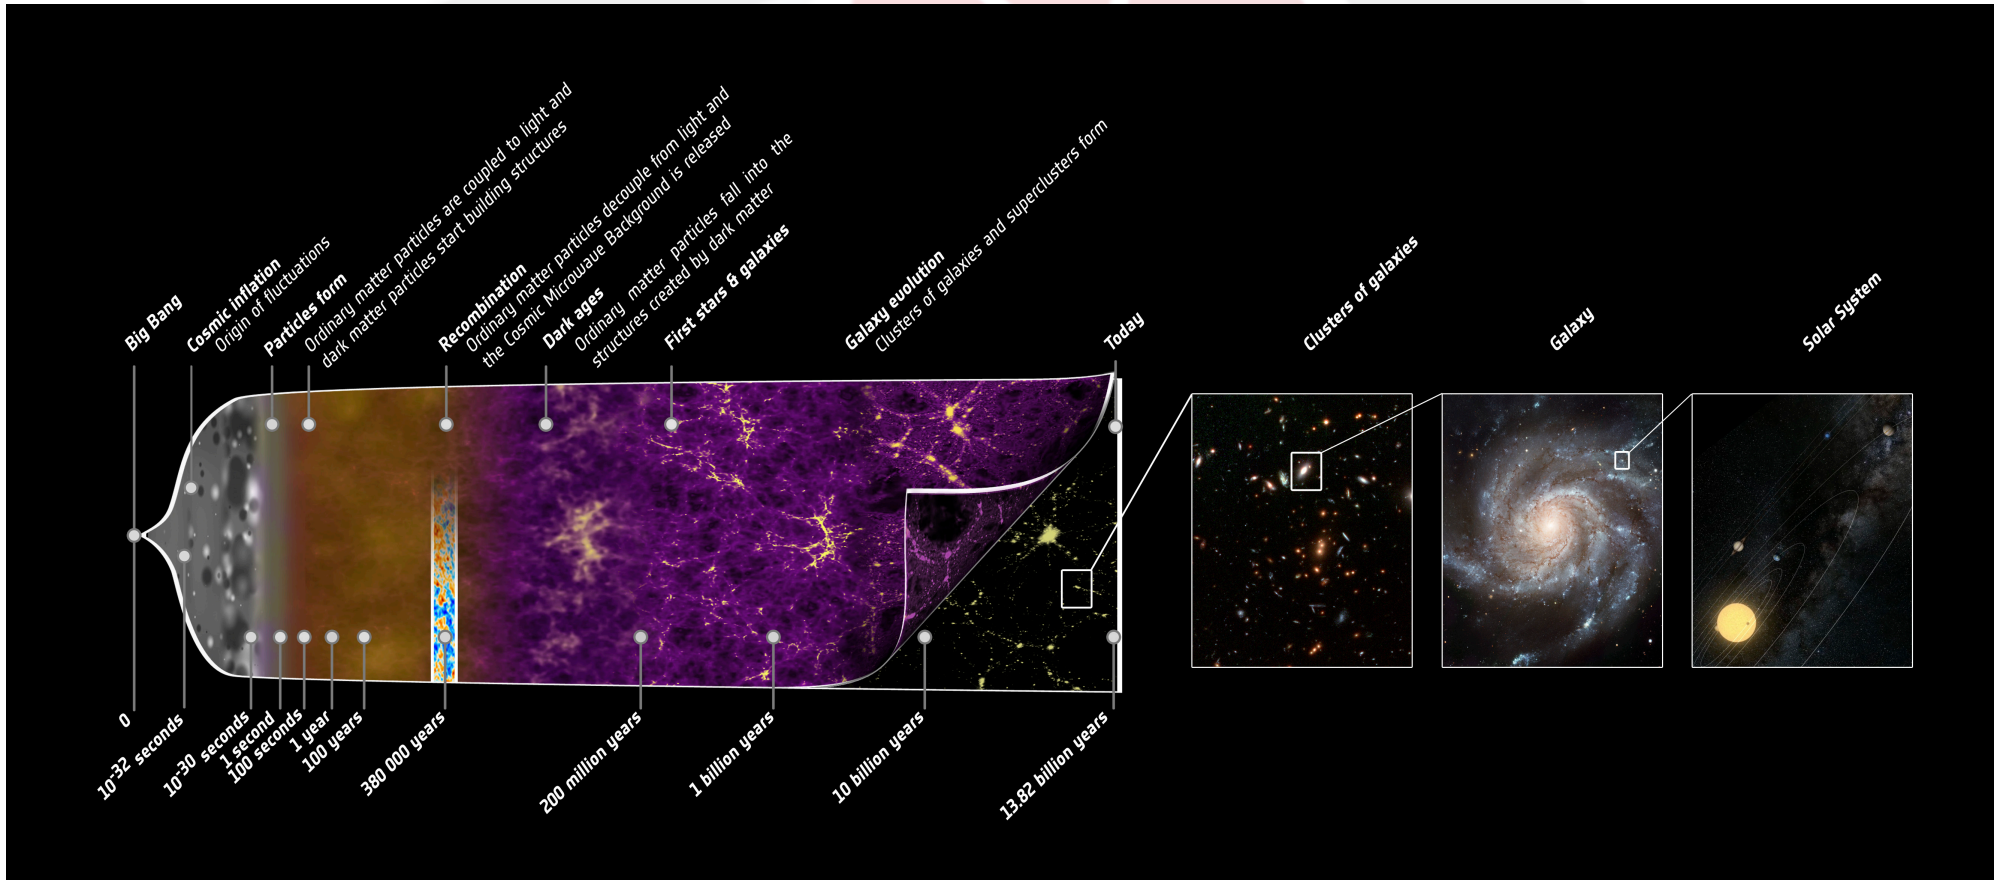 Big Bang
Cosmic inflation
Origin of fluctuations
Particles form
Ordinary matter particles are coupled to light and
dark matter particles start building structures
Recombination
Ordinary matter particles decouple from light and
the Cosmic Microwave Background is released
Dark ages
Ordinary matter particles fall into the
structures created by dark matter
First stars & galaxies
Galaxy evolution
Clusters of galaxies and superclusters form
Today
Clusters of galaxies
Galaxy
Solar System
0
10-32 seconds
10-30 seconds
1 second
100 seconds
1 year
100 years
380 000 years
200 million years
1 billion years
10 billion years
13.82 billion years